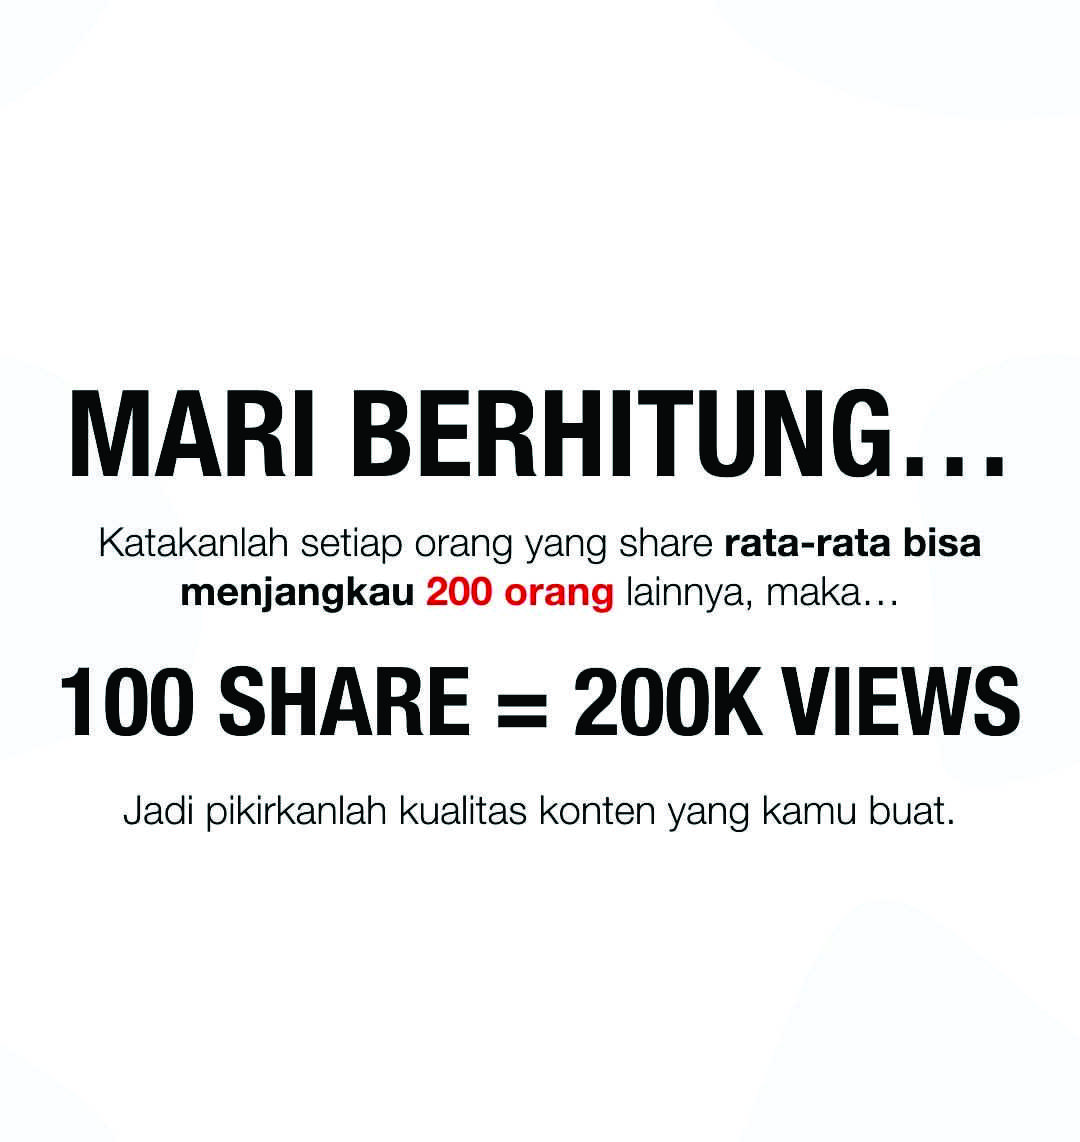 MARI BERHITUNG...
Katakanlah setiap orang yang share rata-rata bisa
menjangkau 200 orang lainnya, maka...
100 SHARE = 200K VIEWS
Jadi pikirkanlah kualitas konten yang kamu buat.